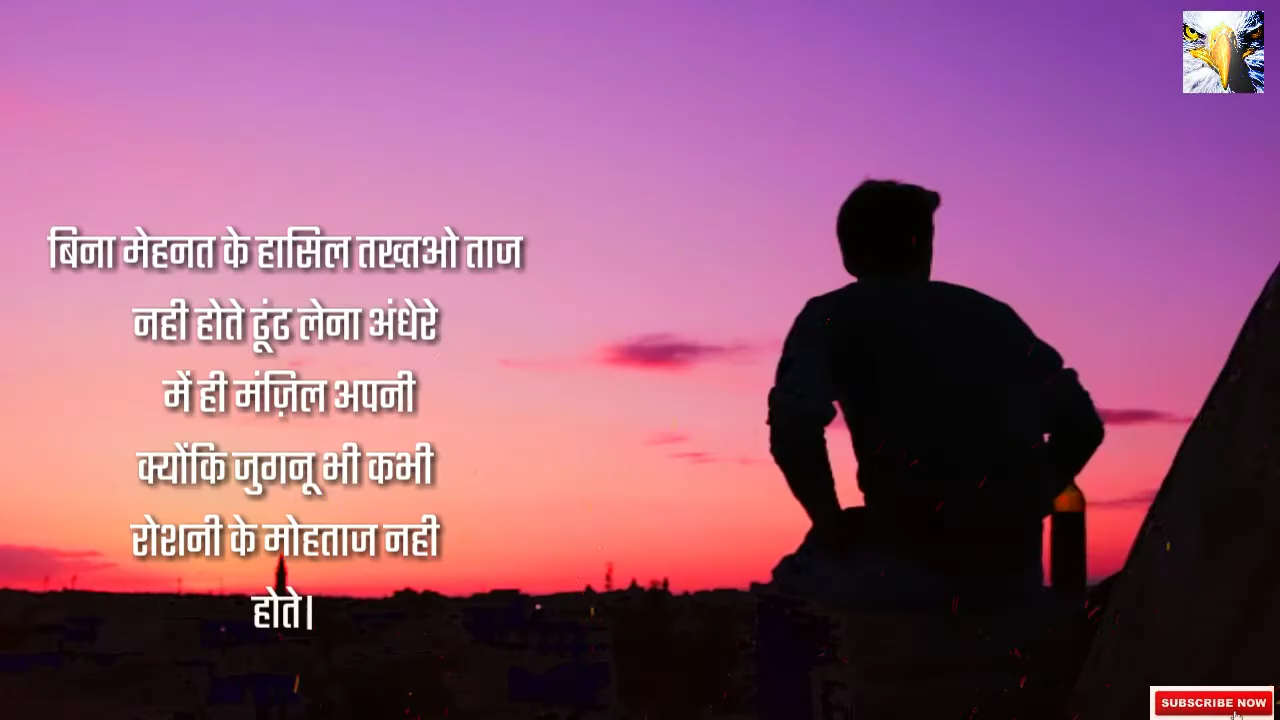 बिना मेहनत के हासिल तख्तओ ताज
नही होते ढूंढ लेना अंधेरे
में ही मंज़िल अपनी
क्योंकि जुगनू भी कभी
रोशनी के मोहताज नही
होते।
SUBSCRIBE NOW